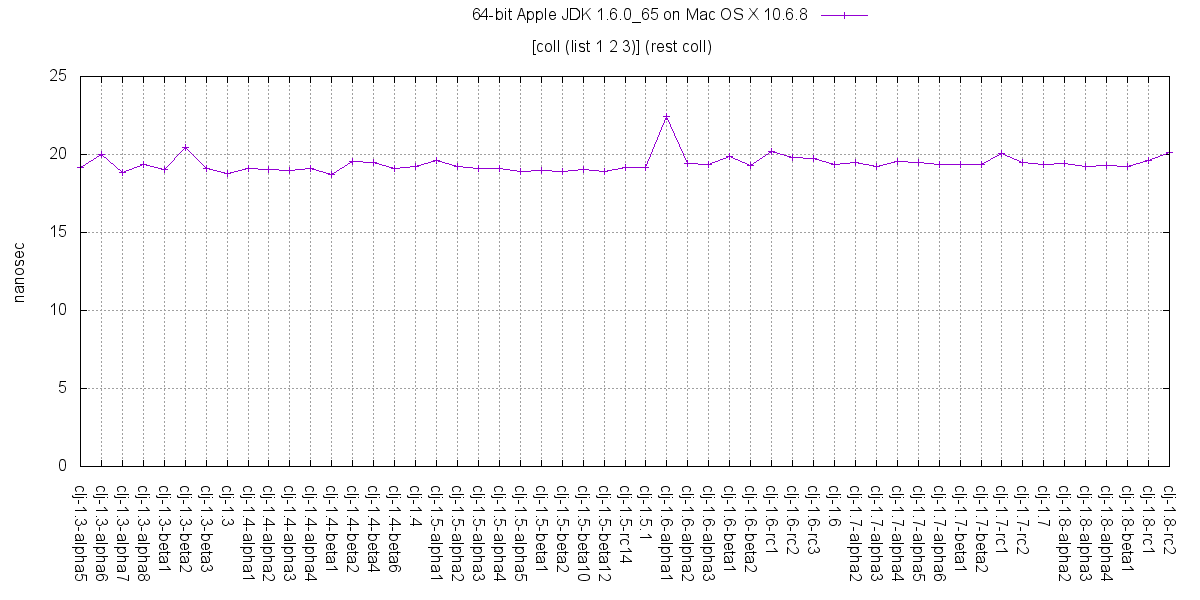 64-bit Apple JDK 1.6.0_65 on Mac OS X 10.6.8
[coll (list 1 2 3)] (rest coll)
25
20
15
10
5
0
nanosec
clj-1.3-alpha5
clj-1.3-alpha6
clj-1.3-alpha7
clj-1.3-alpha8
clj-1.3-beta1
clj-1.3-beta2
clj-1.3-beta3
clj-1.3
clj-1.4-alpha1
clj-1.4-alpha2
clj-1.4-alpha3
clj-1.4-alpha4
clj-1.4-beta1
clj-1.4-beta2
clj-1.4-beta4
clj-1.4-beta6
clj-1.4
clj-1.5-alpha1
clj-1.5-alpha2
clj-1.5-alpha3
clj-1.5-alpha4
clj-1.5-alpha5
clj-1.5-beta1
clj-1.5-beta2
clj-1.5-beta10
clj-1.5-beta12
clj-1.5-rc14
clj-1.5.1
clj-1.6-alpha1
clj-1.6-alpha2
clj-1.6-alpha3
clj-1.6-beta1
clj-1.6-beta2
clj-1.6-rc1
clj-1.6-rc2
clj-1.6-rc3
clj-1.6
clj-1.7-alpha2
clj-1.7-alpha3
clj-1.7-alpha4
clj-1.7-alpha5
clj-1.7-alpha6
clj-1.7-beta1
clj-1.7-beta2
clj-1.7-rc1
clj-1.7-rc2
clj-1.7
clj-1.8-alpha2
clj-1.8-alpha3
clj-1.8-alpha4
clj-1.8-beta1
clj-1.8-rc1
clj-1.8-rc2